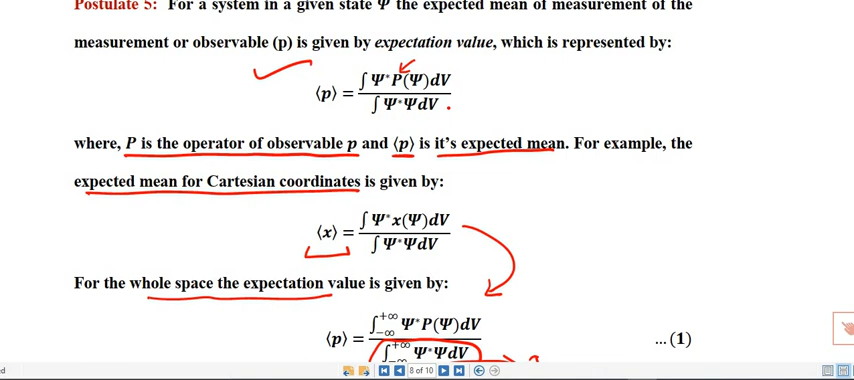 Postulate 5: For a system in a given state Ψ the expected mean of measurement of the
measurement or observable (p) is given by expectation value, which is represented by:
⟨p⟩ = ∫ Ψ*P(Ψ)dV / ∫ Ψ*ΨdV .
where, P is the operator of observable p and ⟨p⟩ is it's expected mean. For example, the
expected mean for Cartesian coordinates is given by:
⟨x⟩ = ∫ Ψ*x(Ψ)dV / ∫ Ψ*ΨdV
For the whole space the expectation value is given by:
⟨p⟩ = ∫₋∞⁺∞ Ψ*P(Ψ)dV / ∫₋∞⁺∞ Ψ*ΨdV ...(1)
8 of 10